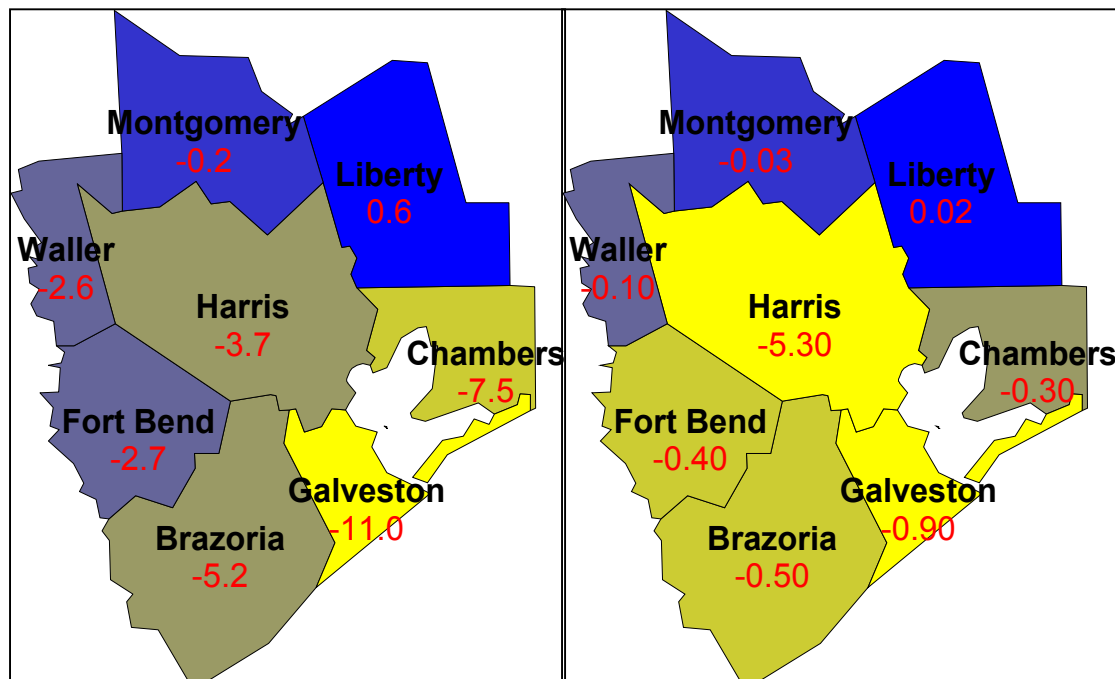 Montgomery
-0.2
Liberty
0.6
Waller
-2.6
Harris
-3.7
Chambers
-7.5
Fort Bend
-2.7
Galveston
-11.0
Brazoria
-5.2
Montgomery
-0.03
Liberty
0.02
Waller
-0.10
Harris
-5.30
Chambers
-0.30
Fort Bend
-0.40
Galveston
-0.90
Brazoria
-0.50